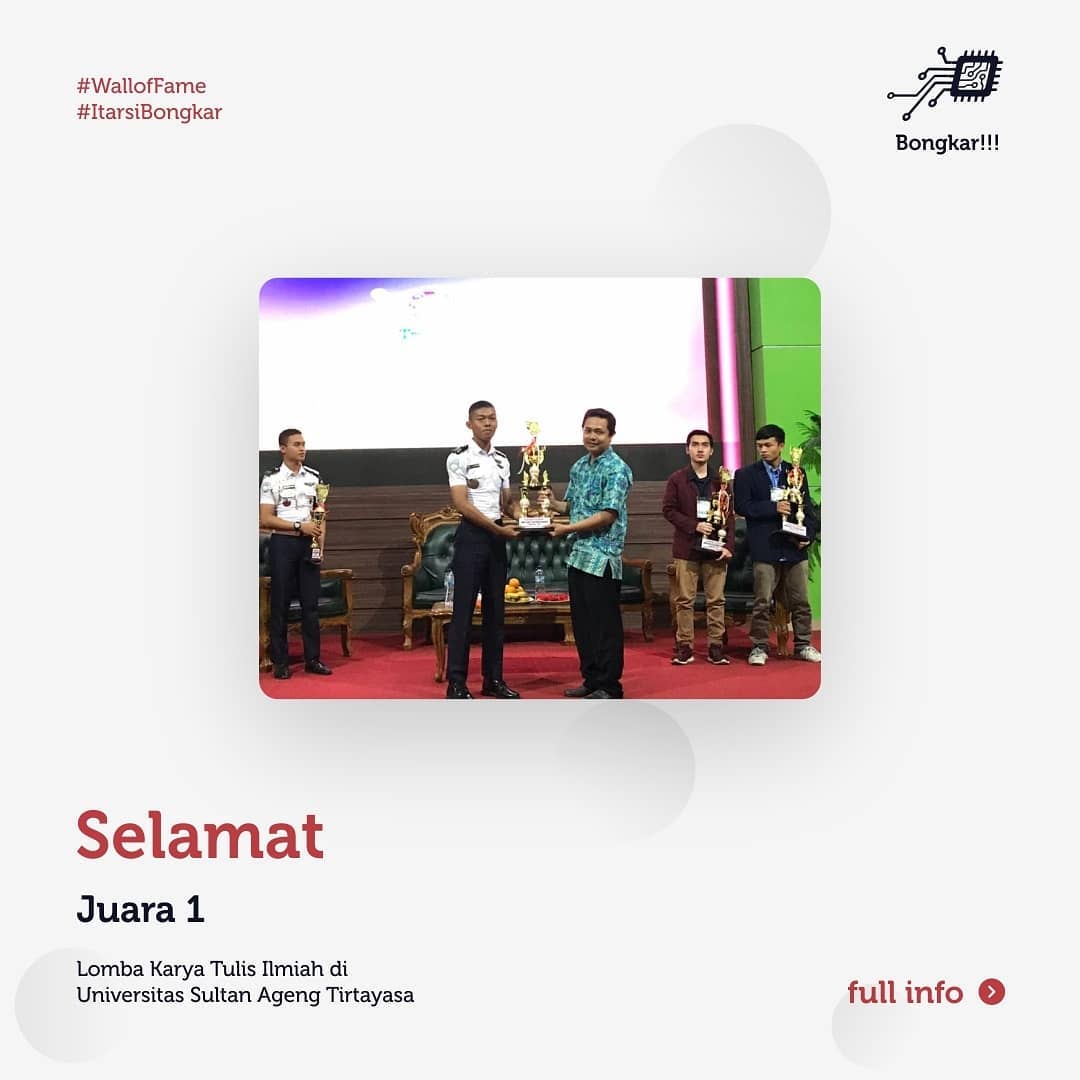 #WallofFame
#ItarsiBongkar
Bongkar!!!
Selamat
Juara 1
Lomba Karya Tulis Ilmiah di
Universitas Sultan Ageng Tirtayasa
full info